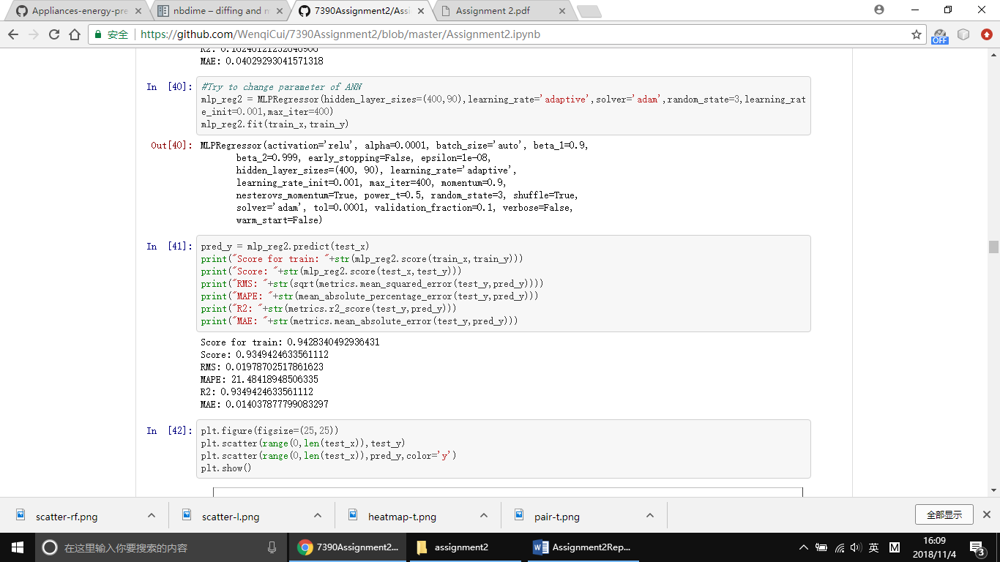 Appliances-energy-pre
nbdime – diffing and n
7390Assignment2/Assi
Assignment 2.pdf
安全
https://github.com/WenqiCui/7390Assignment2/blob/master/Assignment2.ipynb
OFF
MAE: 0.04029293041571318
In [40]:
#Try to change parameter of ANN
mlp_reg2 = MLPRegressor(hidden_layer_sizes=(400,90),learning_rate='adaptive',solver='adam',random_state=3,learning_rat
e_init=0.001,max_iter=400)
mlp_reg2.fit(train_x,train_y)
Out[40]:
MLPRegressor(activation='relu', alpha=0.0001, batch_size='auto', beta_1=0.9,
beta_2=0.999, early_stopping=False, epsilon=1e-08,
hidden_layer_sizes=(400, 90), learning_rate='adaptive',
learning_rate_init=0.001, max_iter=400, momentum=0.9,
nesterovs_momentum=True, power_t=0.5, random_state=3, shuffle=True,
solver='adam', tol=0.0001, validation_fraction=0.1, verbose=False,
warm_start=False)
In [41]:
pred_y = mlp_reg2.predict(test_x)
print("Score for train: "+str(mlp_reg2.score(train_x,train_y)))
print("Score: "+str(mlp_reg2.score(test_x,test_y)))
print("RMS: "+str(sqrt(metrics.mean_squared_error(test_y,pred_y))))
print("MAPE: "+str(mean_absolute_percentage_error(test_y,pred_y)))
print("R2: "+str(metrics.r2_score(test_y,pred_y)))
print("MAE: "+str(metrics.mean_absolute_error(test_y,pred_y)))
Score for train: 0.9428340492936431
Score: 0.9349424633561112
RMS: 0.01978702517861623
MAPE: 21.48418948506335
R2: 0.9349424633561112
MAE: 0.014037877799083297
In [42]:
plt.figure(figsize=(25,25))
plt.scatter(range(0,len(test_x)),test_y)
plt.scatter(range(0,len(test_x)),pred_y,color='y')
plt.show()
scatter-rf.png
scatter-l.png
heatmap-t.png
pair-t.png
全部显示
在这里输入你要搜索的内容
7390Assignment2...
assignment2
Assignment2Rep...
英
M
16:09
2018/11/4
3